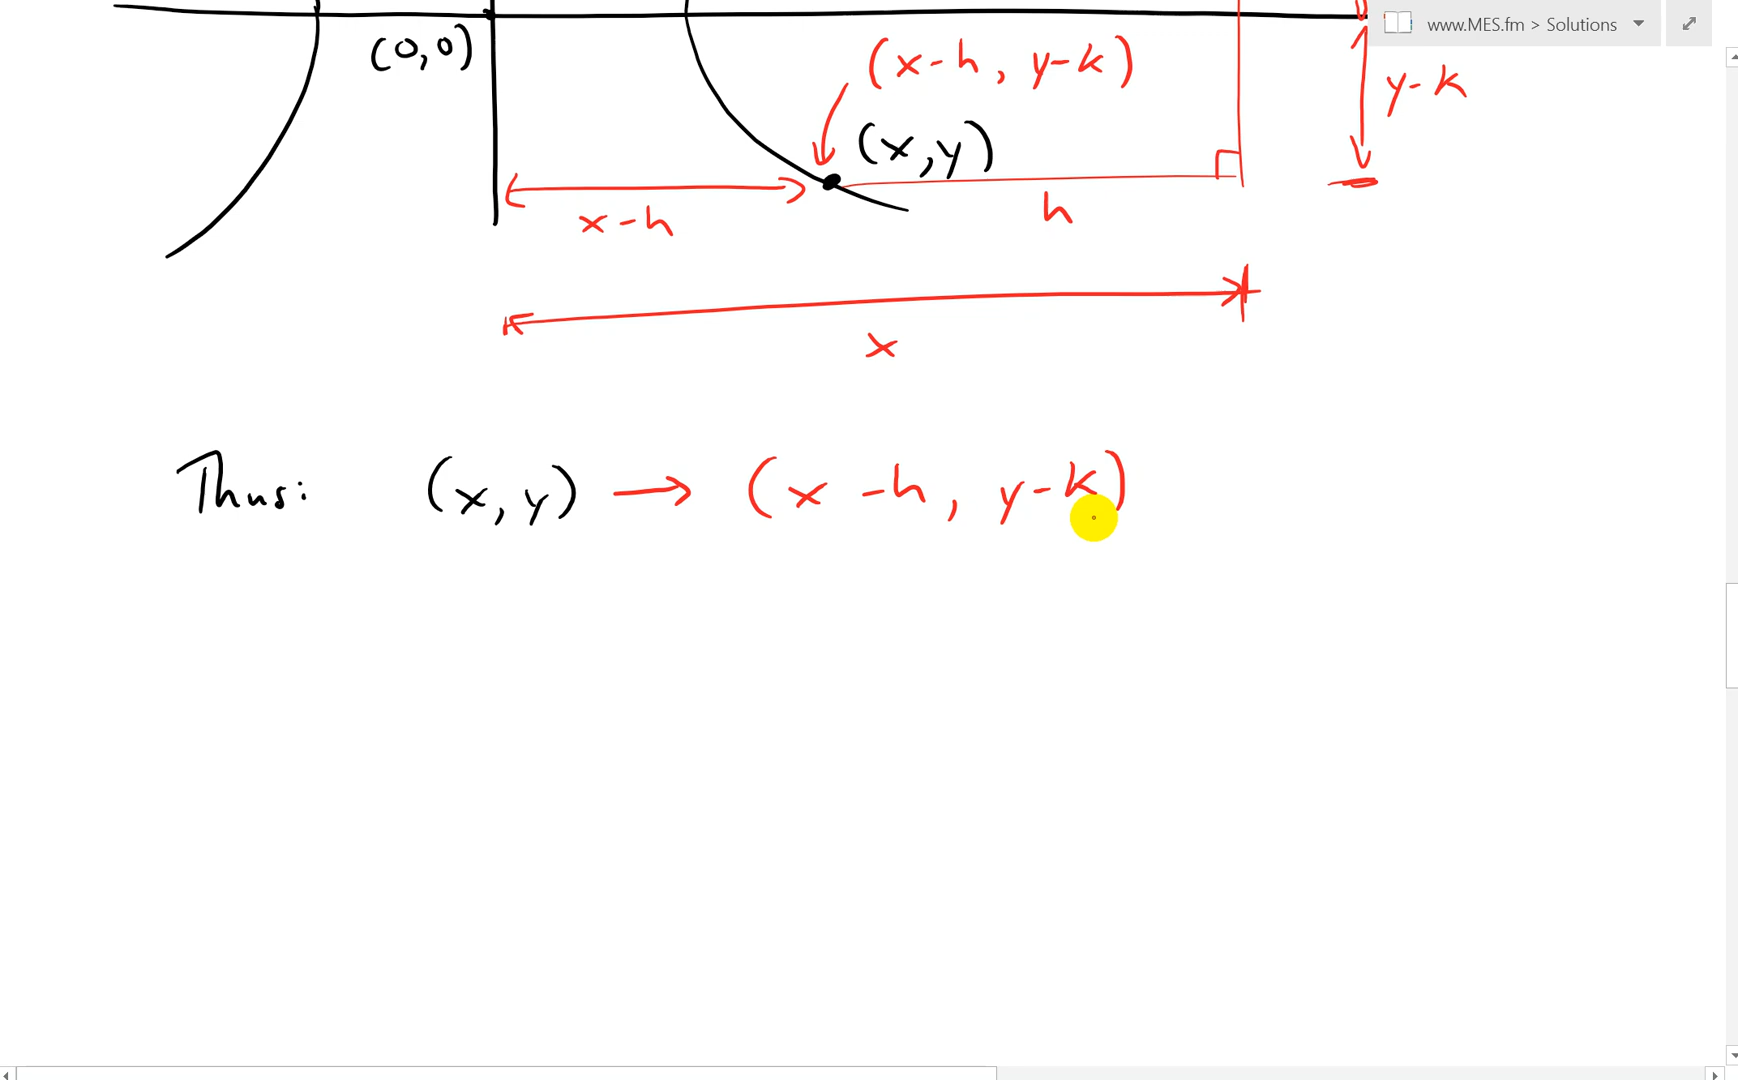 www.MES.fm > Solutions
(0,0)
(x-h, y-k)
y-k
(x,y)
x-h
h
x
Thus: (x,y) → (x-h, y-k)